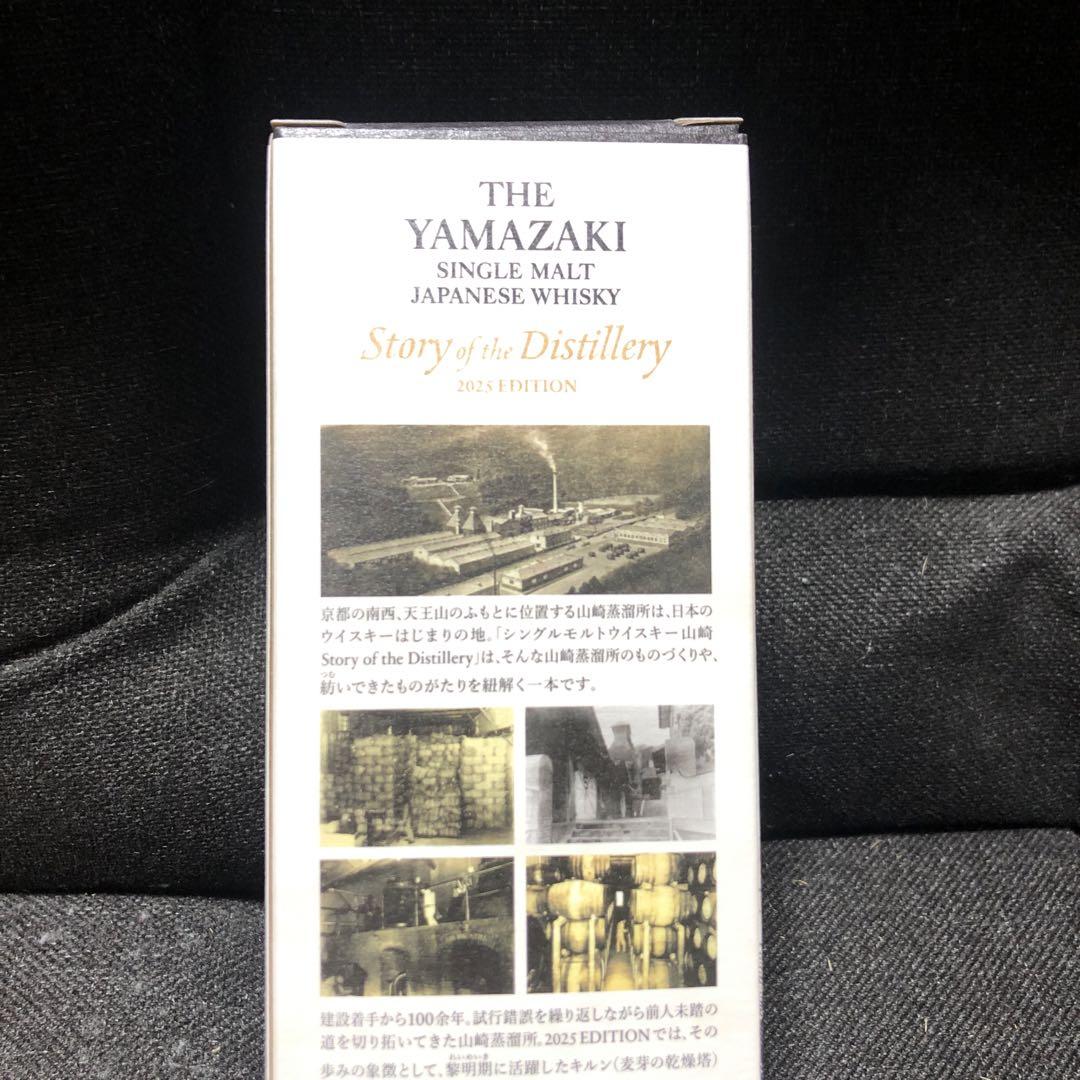 THE
YAMAZAKI
SINGLE MALT
JAPANESE WHISKY
Story of the Distillery
2025 EDITION
京都の南西、天王山のふもとに位置する山崎蒸溜所は、日本の
ウイスキーはじまりの地。「シングルモルトウイスキー山崎
Story of the Distillery」は、そんな山崎蒸溜所のものづくりや、
つむ
紡いできたものがたりを紐解く一本です。
建設着手から100余年。試行錯誤を繰り返しながら前人未踏の
道を切り拓いてきた山崎蒸溜所。2025 EDITIONでは、その
れいめいき
歩みの象徴として、黎明期に活躍したキルン(麦芽の乾燥塔)